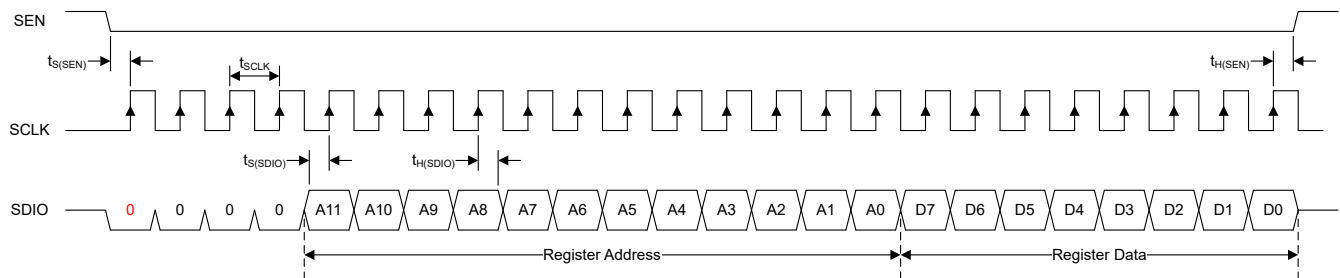 SEN
tS(SEN) tSCLK tH(SEN)
SCLK
tS(SDIO) tH(SDIO)
SDIO 0 0 0 0 A11 A10 A9 A8 A7 A6 A5 A4 A3 A2 A1 A0 D7 D6 D5 D4 D3 D2 D1 D0
Register Address Register Data